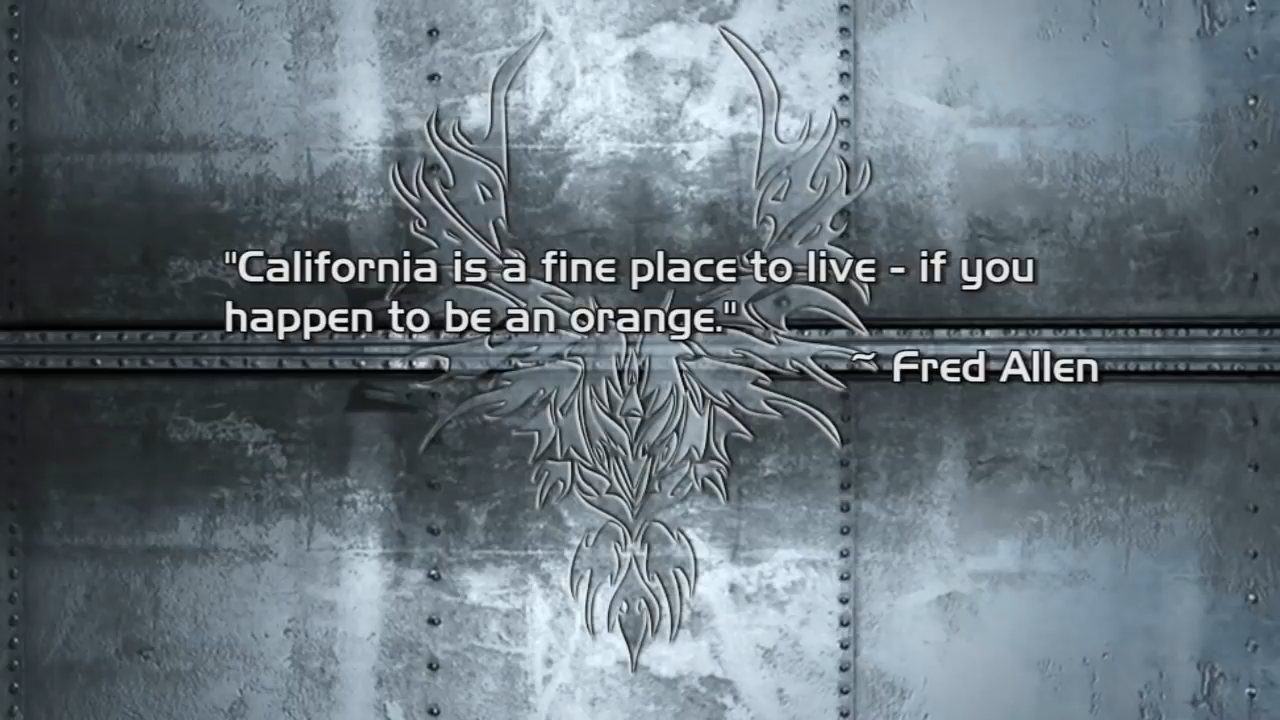 "California is a fine place to live - if you
happen to be an orange."
~ Fred Allen